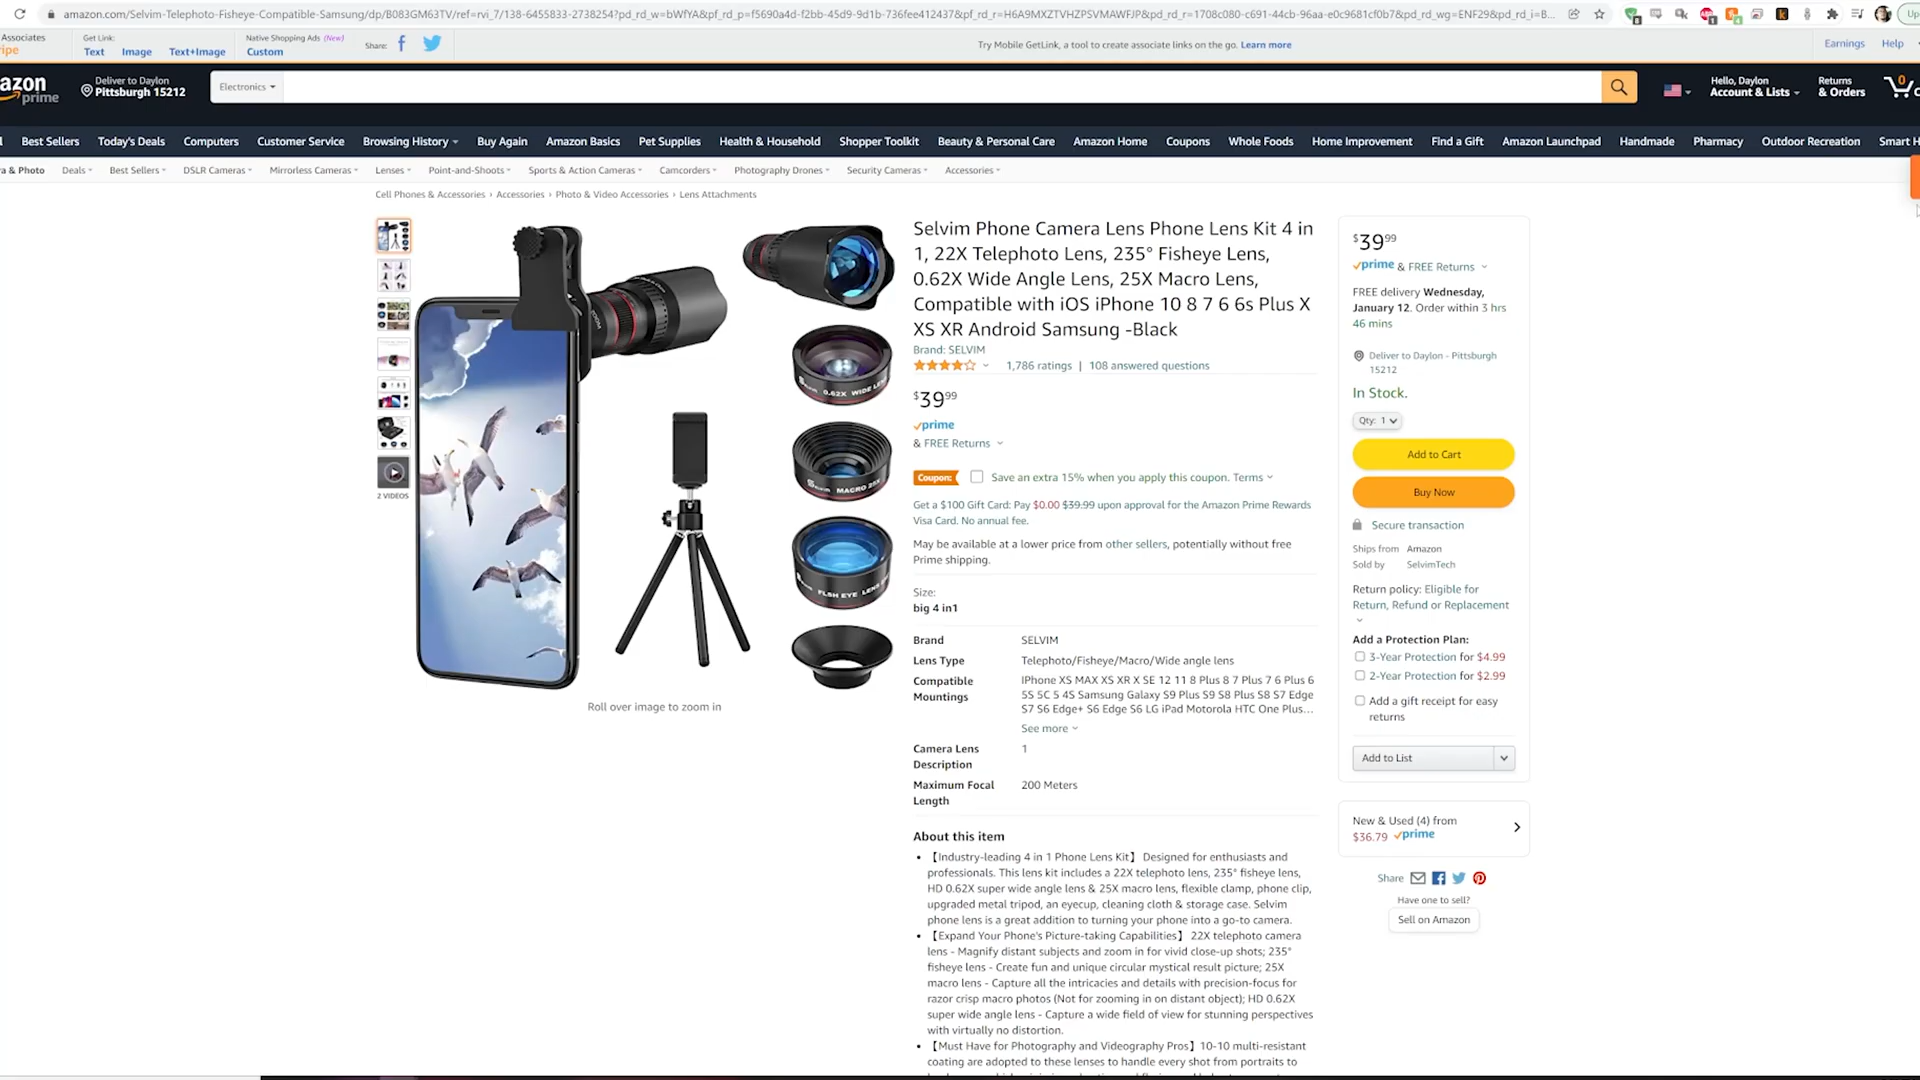 amazon.com/Selvim-Telephoto-Fisheye-Compatible-Samsung/dp/B083GM63TV/ref=rvi_7/138-6455833-2738254?pd_rd_w=bWfYA&pf_rd_p=f5690a4d-f2bb-45d9-9d1b-736fee412437&pf_rd_r=H6A9MXZTVHZPSVMAWFJP&pd_rd_r=1708c080-c691-44cb-96aa-e0c9681cf0b7&pd_rd_wg=ENF29&pd_rd_i=B...
Up
Associates
ipe
Get Link:
Text Image Text+Image
Native Shopping Ads (New)
Custom
Share:
Try Mobile GetLink, a tool to create associate links on the go. Learn more
Earnings Help
azon
prime
Deliver to Daylon
Pittsburgh 15212
Electronics
Hello, Daylon
Account & Lists
Returns
& Orders
0
Best Sellers Today's Deals Computers Customer Service Browsing History Buy Again Amazon Basics Pet Supplies Health & Household Shopper Toolkit Beauty & Personal Care Amazon Home Coupons Whole Foods Home Improvement Find a Gift Amazon Launchpad Handmade Pharmacy Outdoor Recreation Smart H
a & Photo Deals Best Sellers DSLR Cameras Mirrorless Cameras Lenses Point-and-Shoots Sports & Action Cameras Camcorders Photography Drones Security Cameras Accessories
Cell Phones & Accessories › Accessories › Photo & Video Accessories › Lens Attachments
2 VIDEOS
0.62X WIDE LE
MACRO 25X
FLSH EYE LENS
Roll over image to zoom in
Selvim Phone Camera Lens Phone Lens Kit 4 in
1, 22X Telephoto Lens, 235° Fisheye Lens,
0.62X Wide Angle Lens, 25X Macro Lens,
Compatible with iOS iPhone 10 8 7 6 6s Plus X
XS XR Android Samsung -Black
Brand: SELVIM
1,786 ratings | 108 answered questions
$39.99
prime
& FREE Returns
Coupon: Save an extra 15% when you apply this coupon. Terms
Get a $100 Gift Card: Pay $0.00 $39.99 upon approval for the Amazon Prime Rewards
Visa Card. No annual fee.
May be available at a lower price from other sellers, potentially without free
Prime shipping.
Size:
big 4 in1
Brand SELVIM
Lens Type Telephoto/Fisheye/Macro/Wide angle lens
Compatible
Mountings
IPhone XS MAX XS XR X SE 12 11 8 Plus 8 7 Plus 7 6 Plus 6
5S 5C 5 4S Samsung Galaxy S9 Plus S9 S8 Plus S8 S7 Edge
S7 S6 Edge+ S6 Edge S6 LG iPad Motorola HTC One Plus...
See more
Camera Lens
Description
1
Maximum Focal
Length
200 Meters
About this item
• 【Industry-leading 4 in 1 Phone Lens Kit】 Designed for enthusiasts and
professionals. This lens kit includes a 22X telephoto lens, 235° fisheye lens,
HD 0.62X super wide angle lens & 25X macro lens, flexible clamp, phone clip,
upgraded metal tripod, an eyecup, cleaning cloth & storage case. Selvim
phone lens is a great addition to turning your phone into a go-to camera.
• 【Expand Your Phone's Picture-taking Capabilities】 22X telephoto camera
lens - Magnify distant subjects and zoom in for vivid close-up shots; 235°
fisheye lens - Create fun and unique circular mystical result picture; 25X
macro lens - Capture all the intricacies and details with precision-focus for
razor crisp macro photos (Not for zooming in on distant object); HD 0.62X
super wide angle lens - Capture a wide field of view for stunning perspectives
with virtually no distortion.
• 【Must Have for Photography and Videography Pros】10-10 multi-resistant
coating are adopted to these lenses to handle every shot from portraits to
$39.99
prime & FREE Returns
FREE delivery Wednesday,
January 12. Order within 3 hrs
46 mins
Deliver to Daylon - Pittsburgh
15212
In Stock.
Qty: 1
Add to Cart
Buy Now
Secure transaction
Ships from Amazon
Sold by SelvimTech
Return policy: Eligible for
Return, Refund or Replacement
Add a Protection Plan:
3-Year Protection for $4.99
2-Year Protection for $2.99
Add a gift receipt for easy
returns
Add to List
New & Used (4) from
$36.79 prime
Share
Have one to sell?
Sell on Amazon